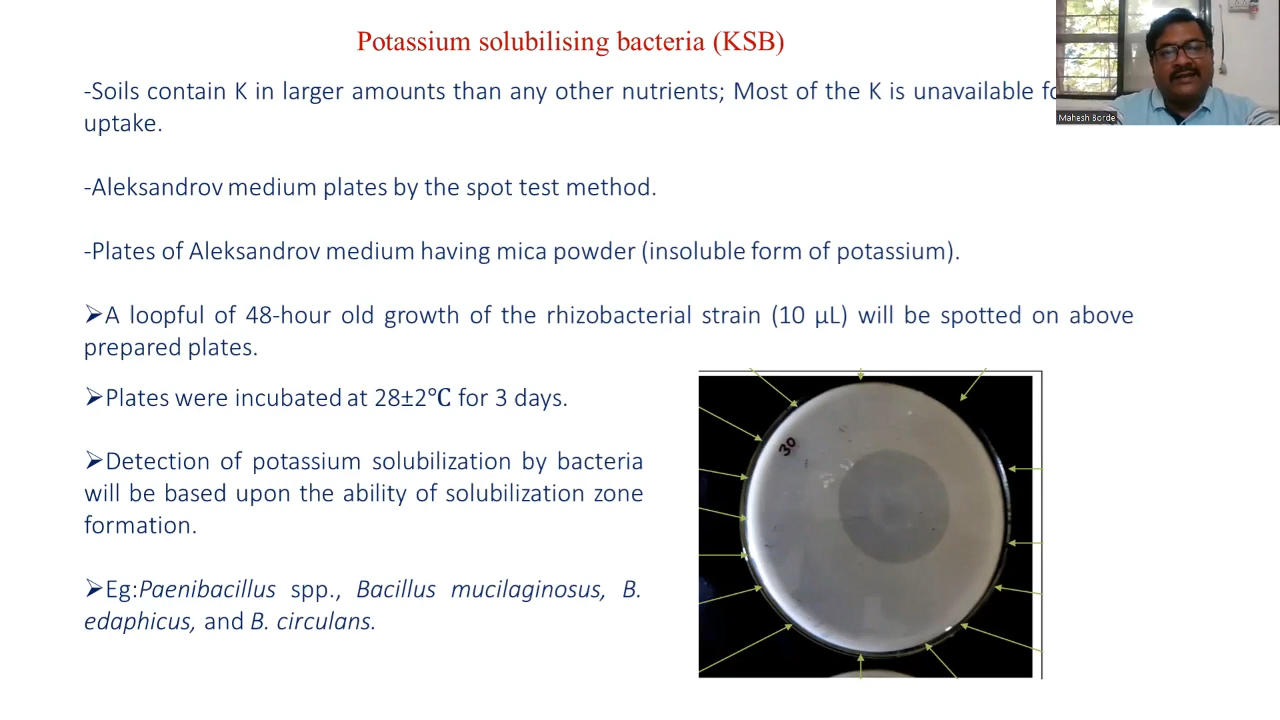 Potassium solubilising bacteria (KSB)
-Soils contain K in larger amounts than any other nutrients; Most of the K is unavailable
uptake.
-Aleksandrov medium plates by the spot test method.
-Plates of Aleksandrov medium having mica powder (insoluble form of potassium).
➢A loopful of 48-hour old growth of the rhizobacterial strain (10 µL) will be spotted on above
prepared plates.
➢Plates were incubated at 28±2℃ for 3 days.
➢Detection of potassium solubilization by bacteria
will be based upon the ability of solubilization zone
formation.
➢Eg:Paenibacillus spp., Bacillus mucilaginosus, B.
edaphicus, and B. circulans.
Mahesh Borde
30